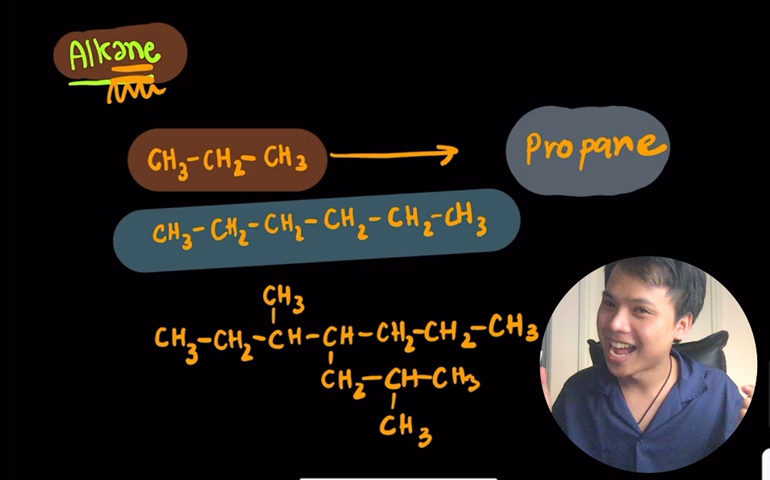 Alkane
CH₃-CH₂-CH₃ → Propane
CH₃-CH₂-CH₂-CH₂-CH₂-CH₃
CH₃
CH₃-CH₂-CH-CH-CH₂-CH₂-CH₃
CH₂-CH-CH₃
CH₃